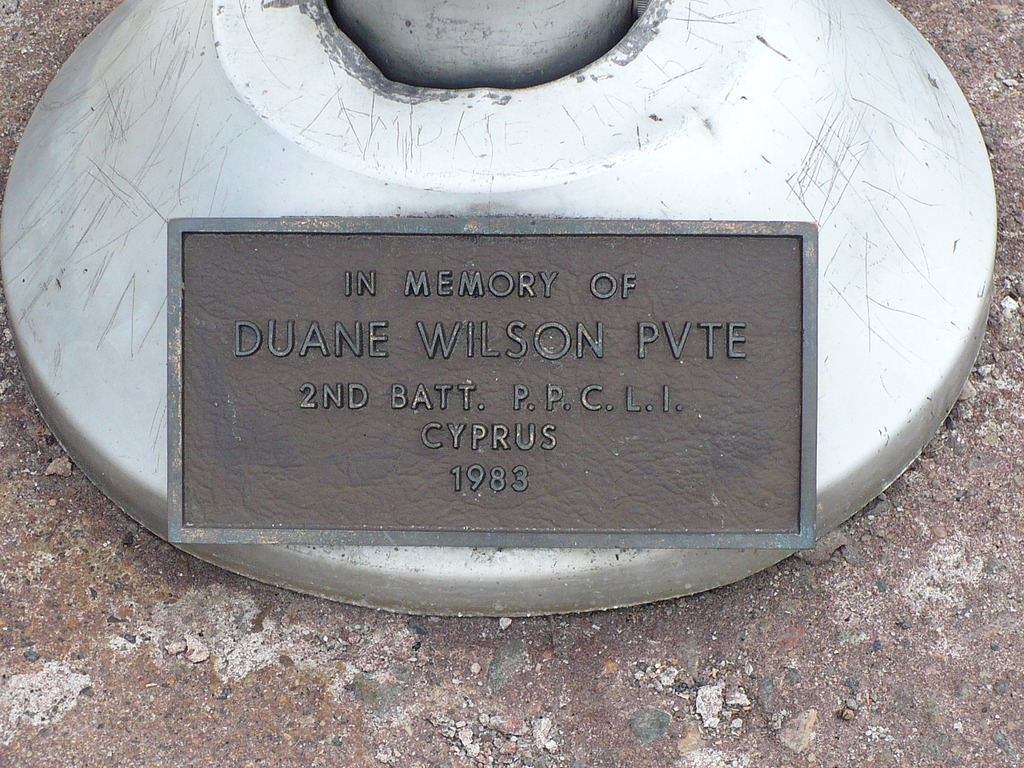 IN MEMORY OF
DUANE WILSON PVTE
2ND BATT. P.P.C.L.I.
CYPRUS
1983